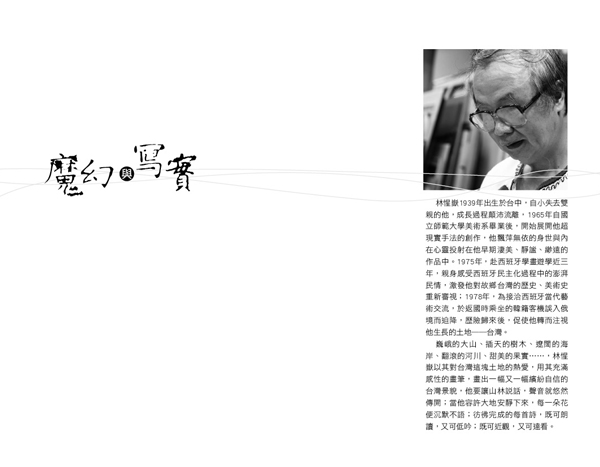 魔幻與寫實
林惺嶽1939年出生於台中，自小失去雙
親的他，成長過程顛沛流離，1965年自國
立師範大學美術系畢業後，開始展開他超
現實手法的創作，他飄萍無依的身世與內
在心靈投射在他早期淒美、靜謐、渺遠的
作品中。1975年，赴西班牙學畫遊學近三
年，親身感受西班牙民主化過程中的澎湃
民情，激發他對故鄉台灣的歷史、美術史
重新審視；1978年，為接洽西班牙當代藝
術交流，於返國時乘坐的韓籍客機誤入俄
境而迫降，歷險歸來後，促使他轉而注視
他生長的土地──台灣。
巍峨的大山、插天的樹木、遼闊的海
岸、翻滾的河川、甜美的果實⋯⋯，林惺
嶽以其對台灣這塊土地的熱愛，用其充滿
感性的畫筆，畫出一幅又一幅繽紛自信的
台灣景貌，他要讓山林說話，聲音就悠然
傳開；當他容許大地安靜下來，每一朵花
便沉默不語；彷彿完成的每首詩，既可朗
讀，又可低吟；既可近觀，又可遠看。